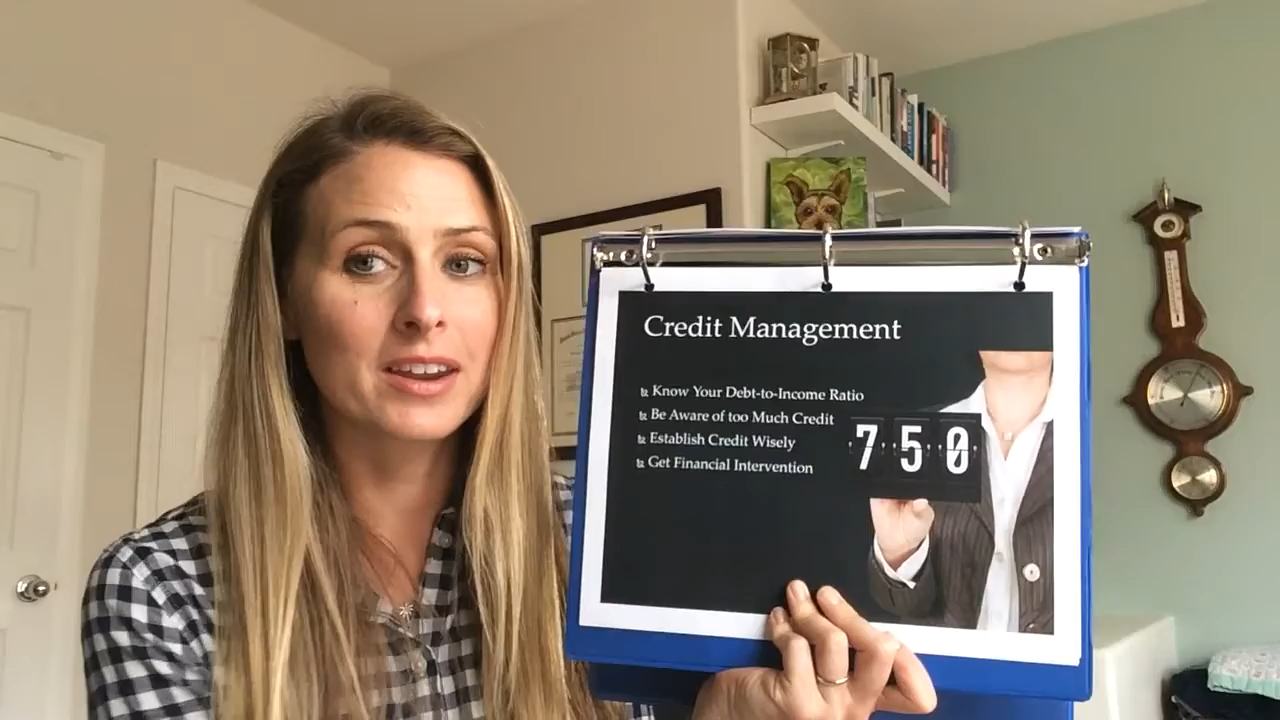 Credit Management
Know Your Debt-to-Income Ratio
Be Aware of too Much Credit
Establish Credit Wisely
Get Financial Intervention
750